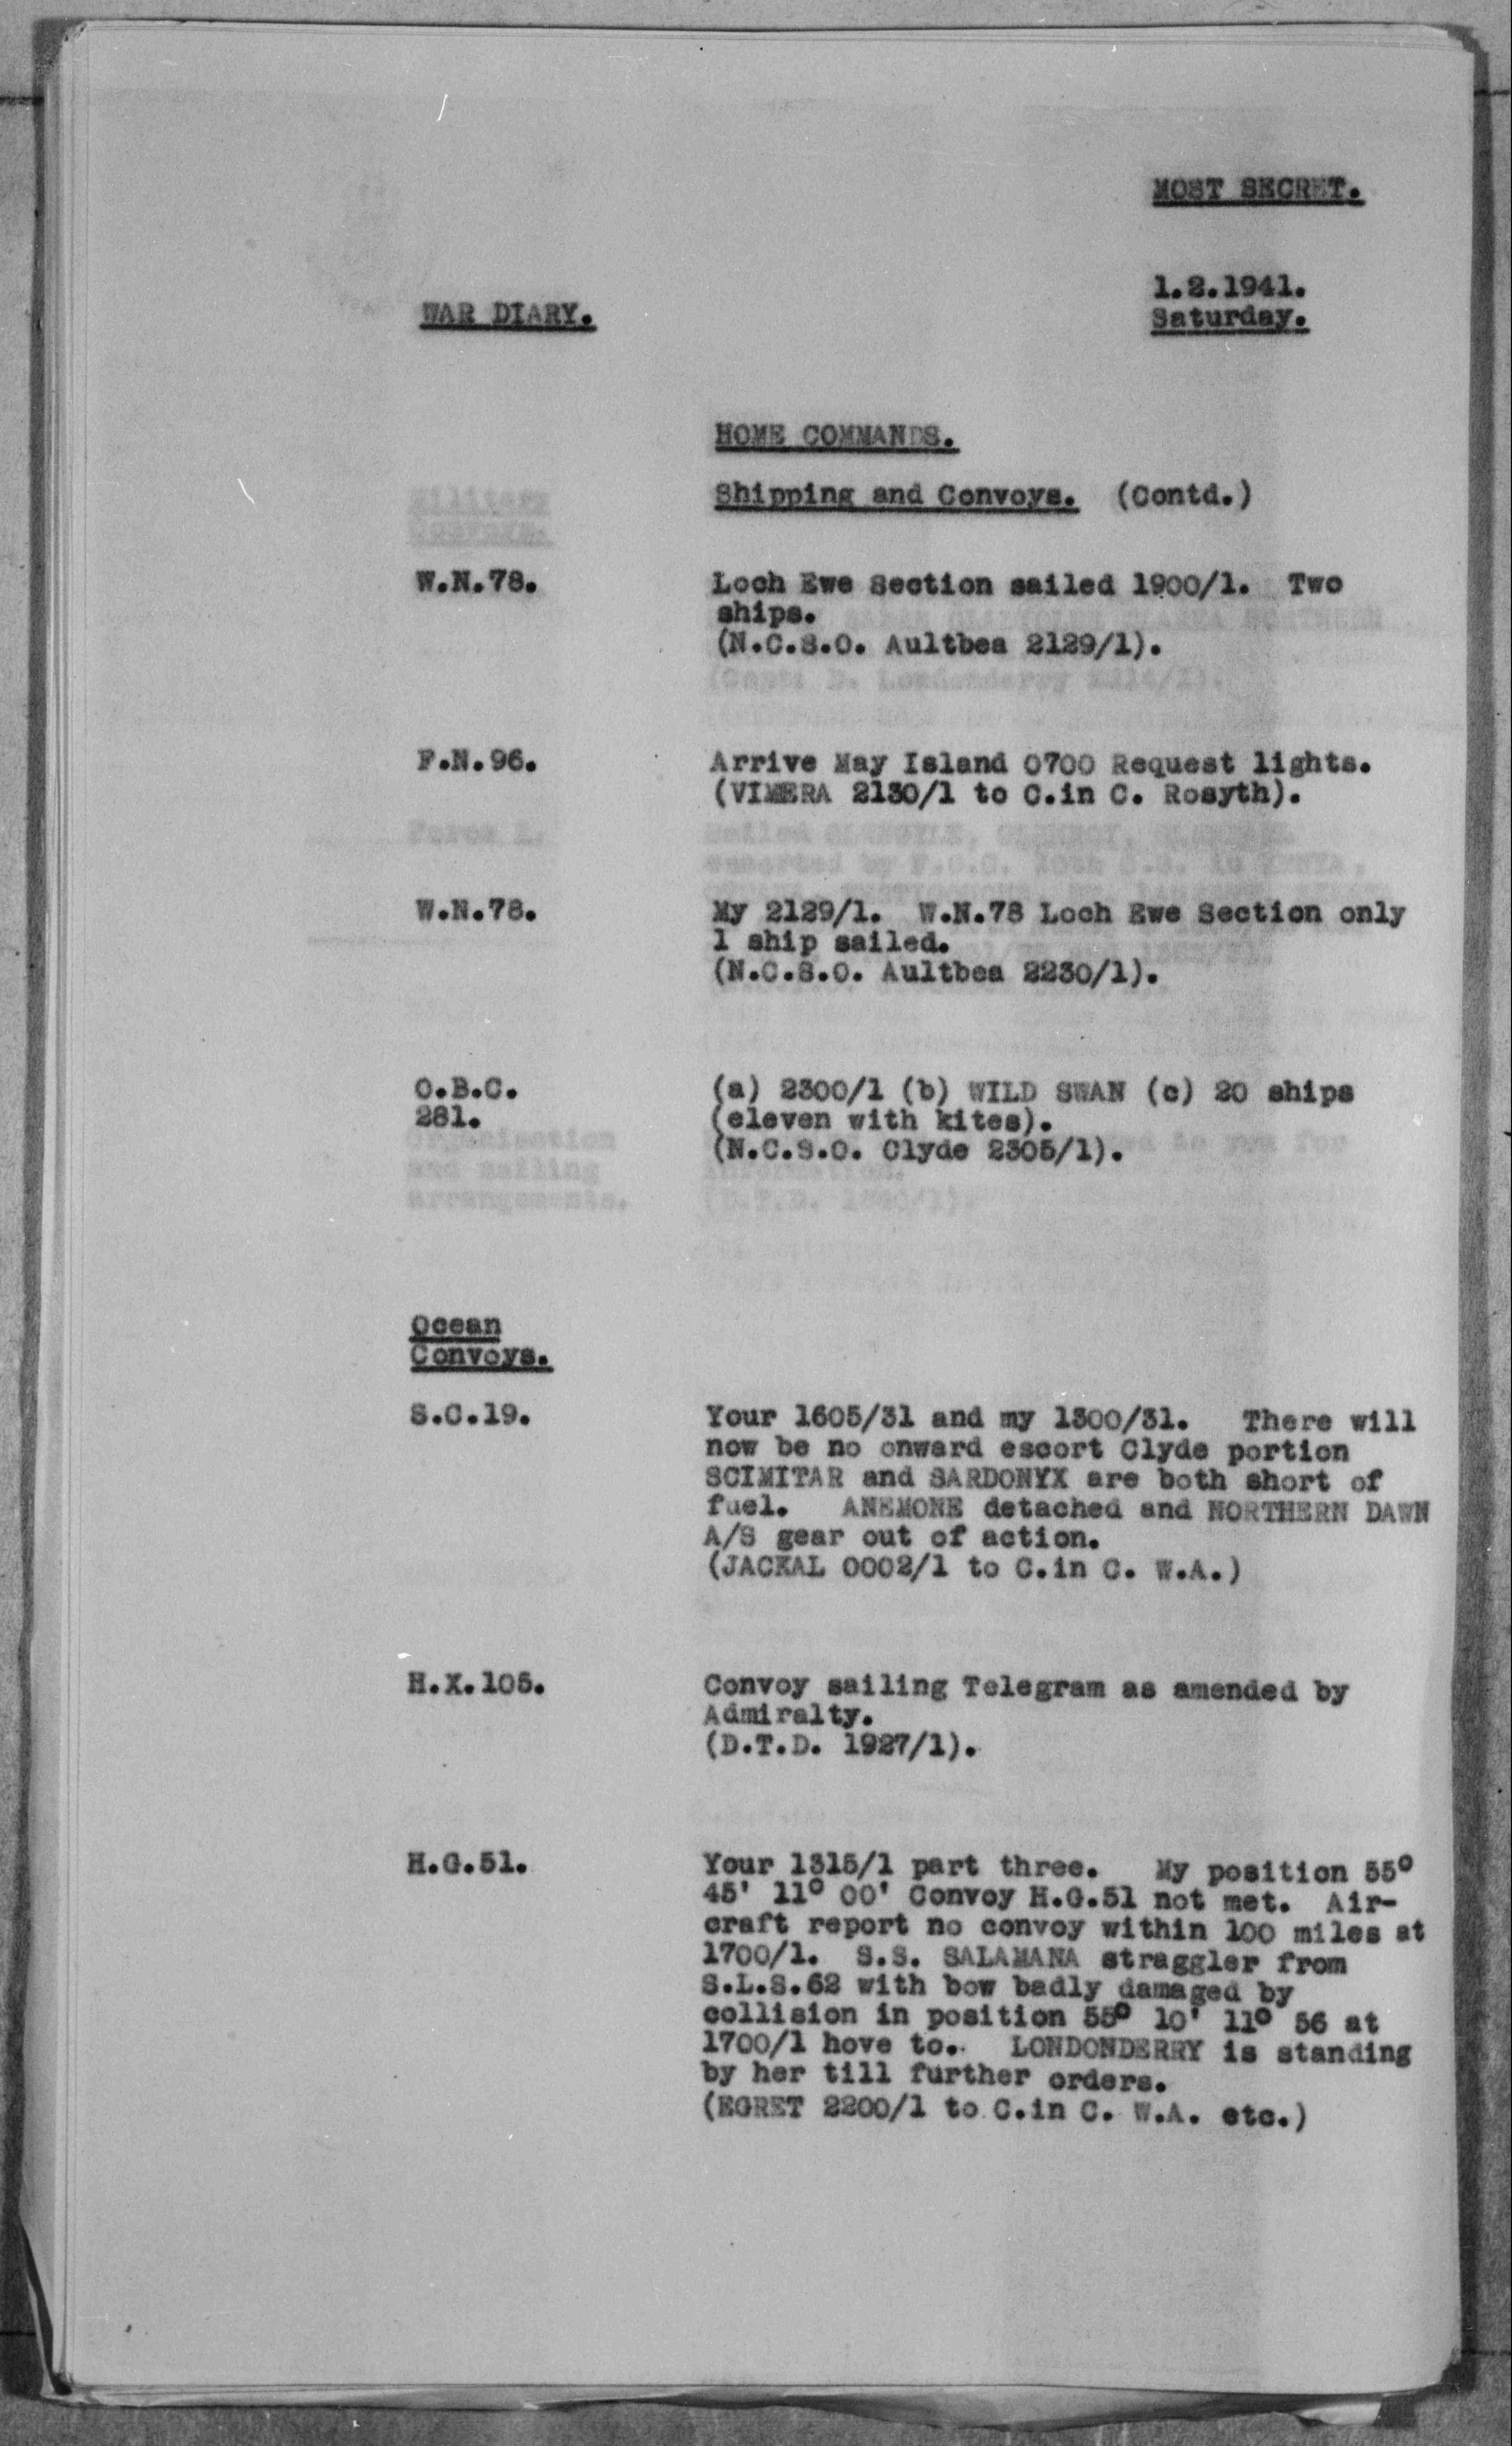 MOST SECRET.
1.2.1941.
WAR DIARY.
Saturday.
HOME COMMANDS.
Shipping and Convoys. (Contd.)
W.N.78. Loch Ewe Section sailed 1900/1. Two
ships.
(N.C.S.O. Aultbea 2129/1).
F.N.96. Arrive May Island 0700 Request lights.
(VIMERA 2130/1 to C.in C. Rosyth).
W.N.78. My 2129/1. W.N.78 Loch Ewe Section only
1 ship sailed.
(N.C.S.O. Aultbea 2230/1).
O.B.C. (a) 2300/1 (b) WILD SWAN (c) 20 ships
281. (eleven with kites).
(N.C.S.O. Clyde 2305/1).
Ocean
Convoys.
S.C.19. Your 1605/31 and my 1300/31. There will
now be no onward escort Clyde portion
SCIMITAR and SARDONYX are both short of
fuel. ANEMONE detached and NORTHERN DAWN
A/S gear out of action.
(JACKAL 0002/1 to C.in C. W.A.)
H.X.105. Convoy sailing Telegram as amended by
Admiralty.
(D.T.D. 1927/1).
H.G.51. Your 1315/1 part three. My position 55°
45' 11° 00' Convoy H.G.51 not met. Air-
craft report no convoy within 100 miles at
1700/1. S.S. SALAMANA straggler from
S.L.S.62 with bow badly damaged by
collision in position 55° 10' 11° 56 at
1700/1 hove to. LONDONDERRY is standing
by her till further orders.
(EGRET 2200/1 to C.in C. W.A. etc.)